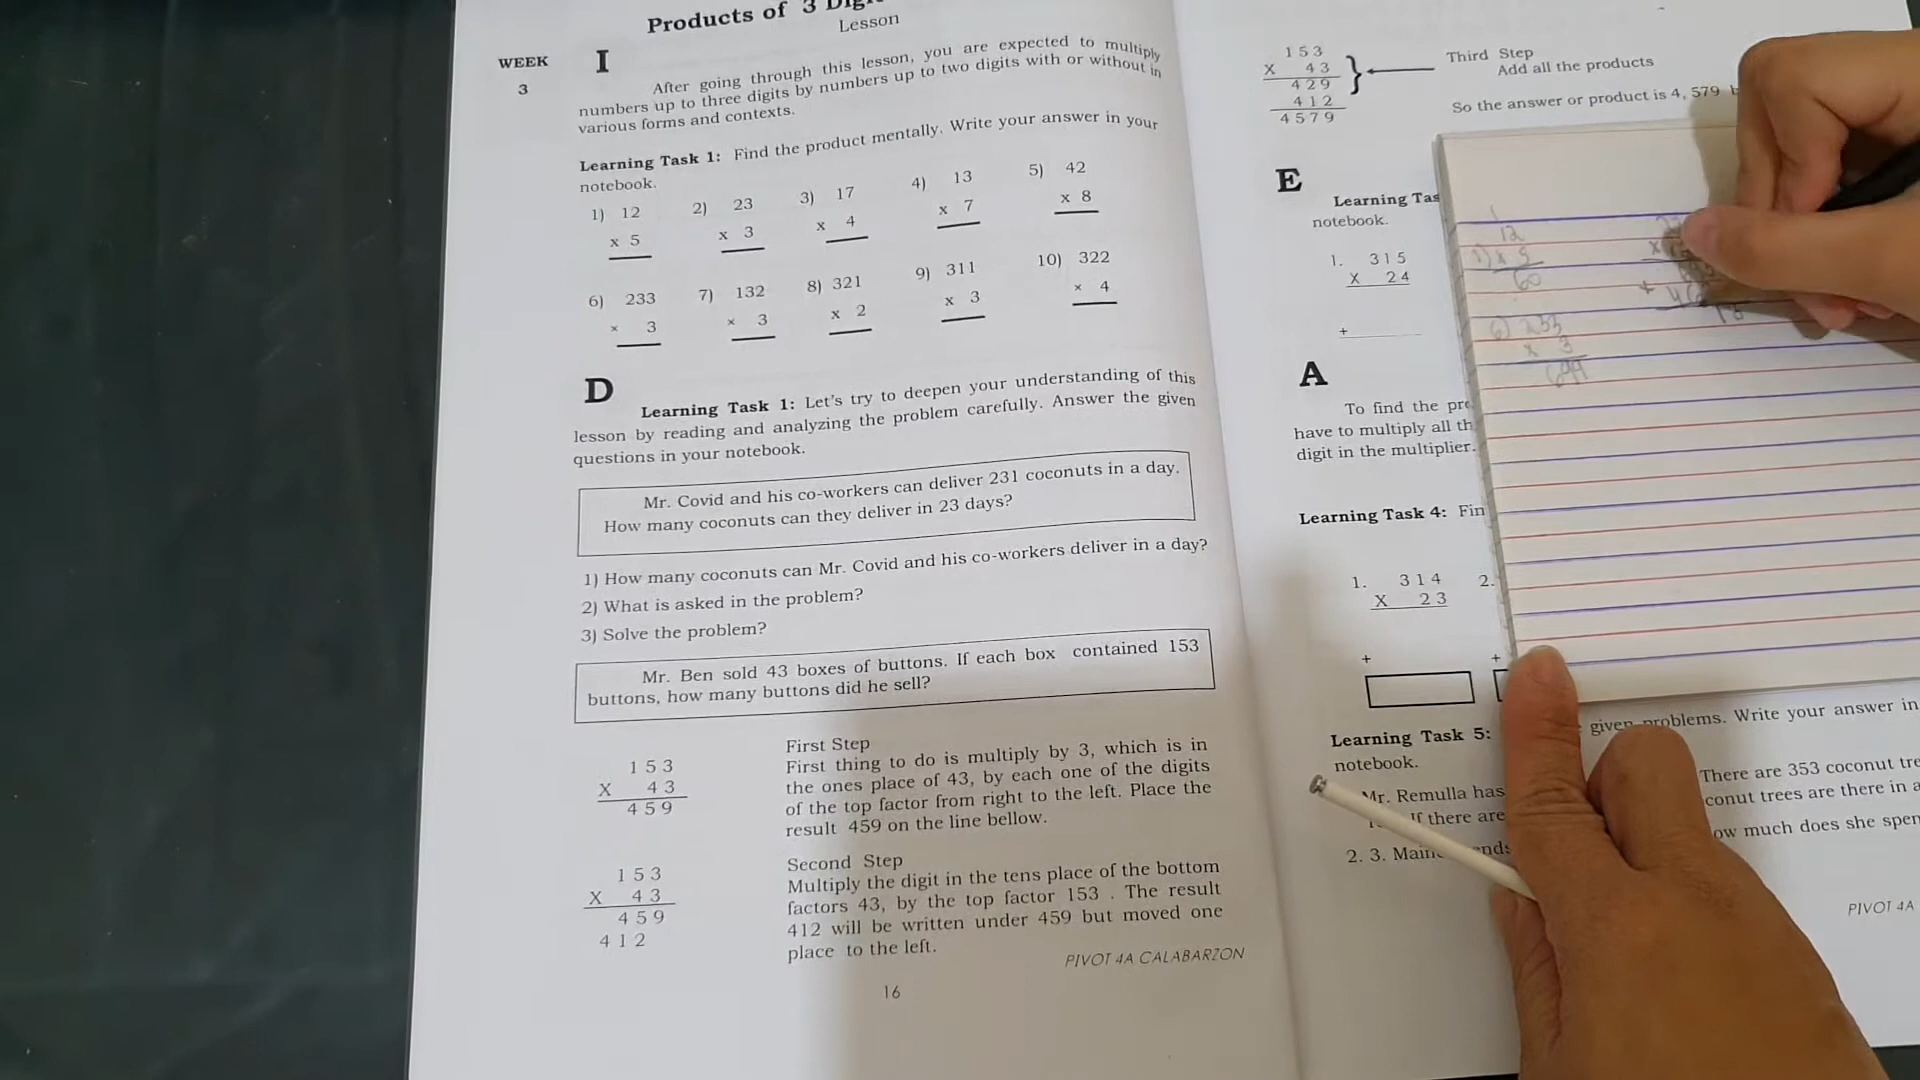 Products of 3
Lesson
WEEK
3
I
After going through this lesson, you are expected to multiply
numbers up to three digits by numbers up to two digits with or without in
various forms and contexts.
Learning Task 1: Find the product mentally. Write your answer in your
notebook.
1) 12
x 5
2) 23
x 3
3) 17
x 4
4) 13
x 7
5) 42
x 8
6) 233
× 3
7) 132
× 3
8) 321
x 2
9) 311
x 3
10) 322
× 4
D
Learning Task 1: Let's try to deepen your understanding of this
lesson by reading and analyzing the problem carefully. Answer the given
questions in your notebook.
Mr. Covid and his co-workers can deliver 231 coconuts in a day.
How many coconuts can they deliver in 23 days?
1) How many coconuts can Mr. Covid and his co-workers deliver in a day?
2) What is asked in the problem?
3) Solve the problem?
Mr. Ben sold 43 boxes of buttons. If each box contained 153
buttons, how many buttons did he sell?
153
X 43
459
First Step
First thing to do is multiply by 3, which is in
the ones place of 43, by each one of the digits
of the top factor from right to the left. Place the
result 459 on the line bellow.
153
X 43
459
412
Second Step
Multiply the digit in the tens place of the bottom
factors 43, by the top factor 153 . The result
412 will be written under 459 but moved one
place to the left.
PIVOT 4A CALABARZON
16
153
X 43
429
412
4579
Third Step
Add all the products
So the answer or product is 4, 579
E
Learning Tas
notebook.
1. 315
X 24
+
A
To find the pr
have to multiply all th
digit in the multiplier.
Learning Task 4: Fin
1. 314
X 23
+
2.
+
Learning Task 5: given problems. Write your answer in
notebook.
Mr. Remulla has There are 353 coconut tre
If there are conut trees are there in a
2. 3. ow much does she spen
PIVOT 4A
1
12
1) x 5
60
6) 233
x 3
699